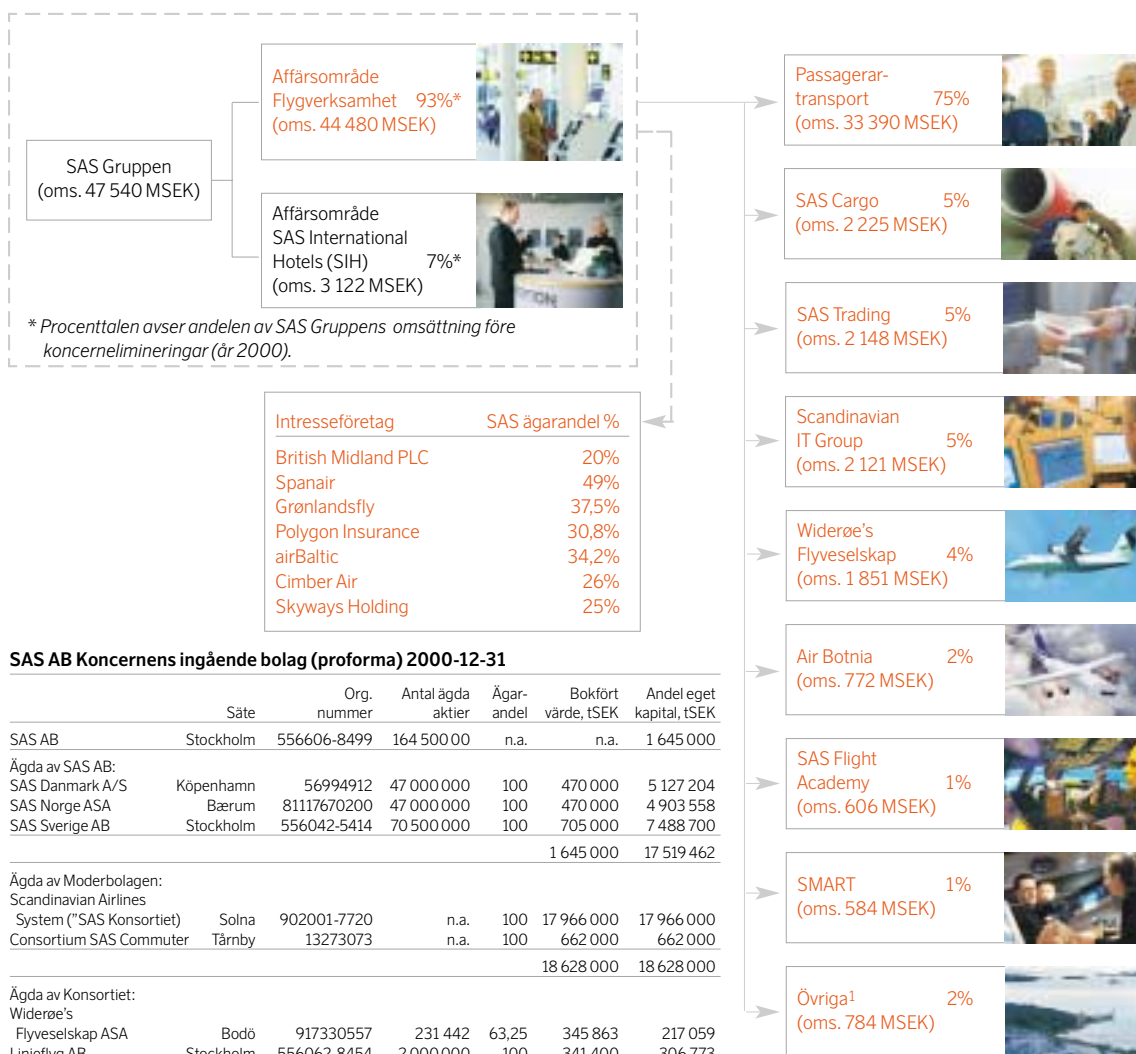 SAS Gruppen
(oms. 47 540 MSEK)
Affärsområde
Flygverksamhet 93%*
(oms. 44 480 MSEK)
Affärsområde
SAS International
Hotels (SIH) 7%*
(oms. 3 122 MSEK)
* Procenttalen avser andelen av SAS Gruppens omsättning före
koncernelimineringar (år 2000).
Intresseföretag SAS ägarandel %
British Midland PLC 20%
Spanair 49%
Grønlandsfly 37,5%
Polygon Insurance 30,8%
airBaltic 34,2%
Cimber Air 26%
Skyways Holding 25%
Passagerar-
transport 75%
(oms. 33 390 MSEK)
SAS Cargo 5%
(oms. 2 225 MSEK)
SAS Trading 5%
(oms. 2 148 MSEK)
Scandinavian
IT Group 5%
(oms. 2 121 MSEK)
Widerøe's
Flyveselskap 4%
(oms. 1 851 MSEK)
Air Botnia 2%
(oms. 772 MSEK)
SAS Flight
Academy 1%
(oms. 606 MSEK)
SMART 1%
(oms. 584 MSEK)
Övriga1 2%
(oms. 784 MSEK)
SAS AB Koncernens ingående bolag (proforma) 2000-12-31
Org. Antal ägda Ägar- Bokfört Andel eget
Säte nummer aktier andel värde, tSEK kapital, tSEK
SAS AB Stockholm 556606-8499 164 500 00 n.a. n.a. 1 645 000
Ägda av SAS AB:
SAS Danmark A/S Köpenhamn 56994912 47 000 000 100 470 000 5 127 204
SAS Norge ASA Bærum 81117670200 47 000 000 100 470 000 4 903 558
SAS Sverige AB Stockholm 556042-5414 70 500 000 100 705 000 7 488 700
1 645 000 17 519 462
Ägda av Moderbolagen:
Scandinavian Airlines
System ("SAS Konsortiet) Solna 902001-7720 n.a. 100 17 966 000 17 966 000
Consortium SAS Commuter Tårnby 13273073 n.a. 100 662 000 662 000
18 628 000 18 628 000
Ägda av Konsortiet:
Widerøe's
Flyveselskap ASA Bodö 917330557 231 442 63,25 345 863 217 059
Linjeflyg AB Stockholm 556062-8454 2 000 000 100 341 400 306 773